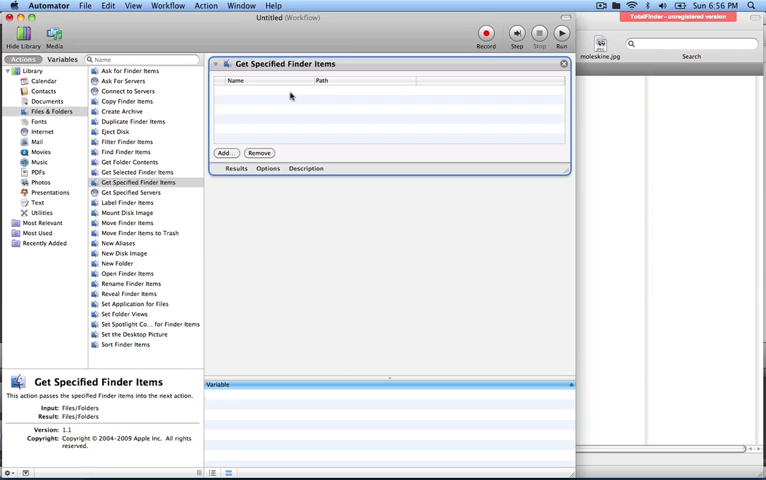 Automator File Edit View Workflow Action Window Help Sun 6:56 PM
Untitled (Workflow)
TotalFinder - unregistered version
Hide Library Media Record Step Stop Run
moleskine.jpg Search
Actions Variables Name
Library
Calendar
Contacts
Documents
Files & Folders
Fonts
Internet
Mail
Movies
Music
PDFs
Photos
Presentations
Text
Utilities
Most Relevant
Most Used
Recently Added
Ask for Finder Items
Ask For Servers
Connect to Servers
Copy Finder Items
Create Archive
Duplicate Finder Items
Eject Disk
Filter Finder Items
Find Finder Items
Get Folder Contents
Get Selected Finder Items
Get Specified Finder Items
Get Specified Servers
Label Finder Items
Mount Disk Image
Move Finder Items
Move Finder Items to Trash
New Aliases
New Disk Image
New Folder
Open Finder Items
Rename Finder Items
Reveal Finder Items
Set Application for Files
Set Folder Views
Set Spotlight Co... for Finder Items
Set the Desktop Picture
Sort Finder Items
Get Specified Finder Items
Name Path
Add... Remove
Results Options Description
Variable
Get Specified Finder Items
This action passes the specified Finder items into the next action.
Input: Files/Folders
Result: Files/Folders
Version: 1.1
Copyright: Copyright © 2004-2009 Apple Inc. All rights
reserved.